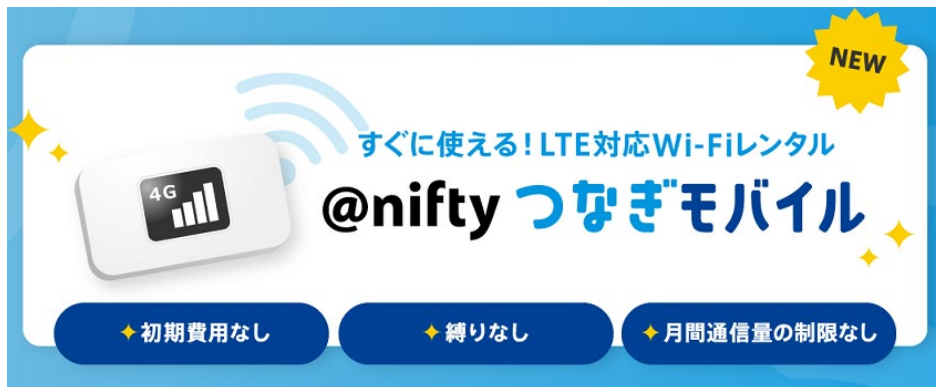 NEW
すぐに使える！LTE対応Wi-Fiレンタル
4G
@nifty つなぎモバイル
初期費用なし
縛りなし
月間通信量の制限なし